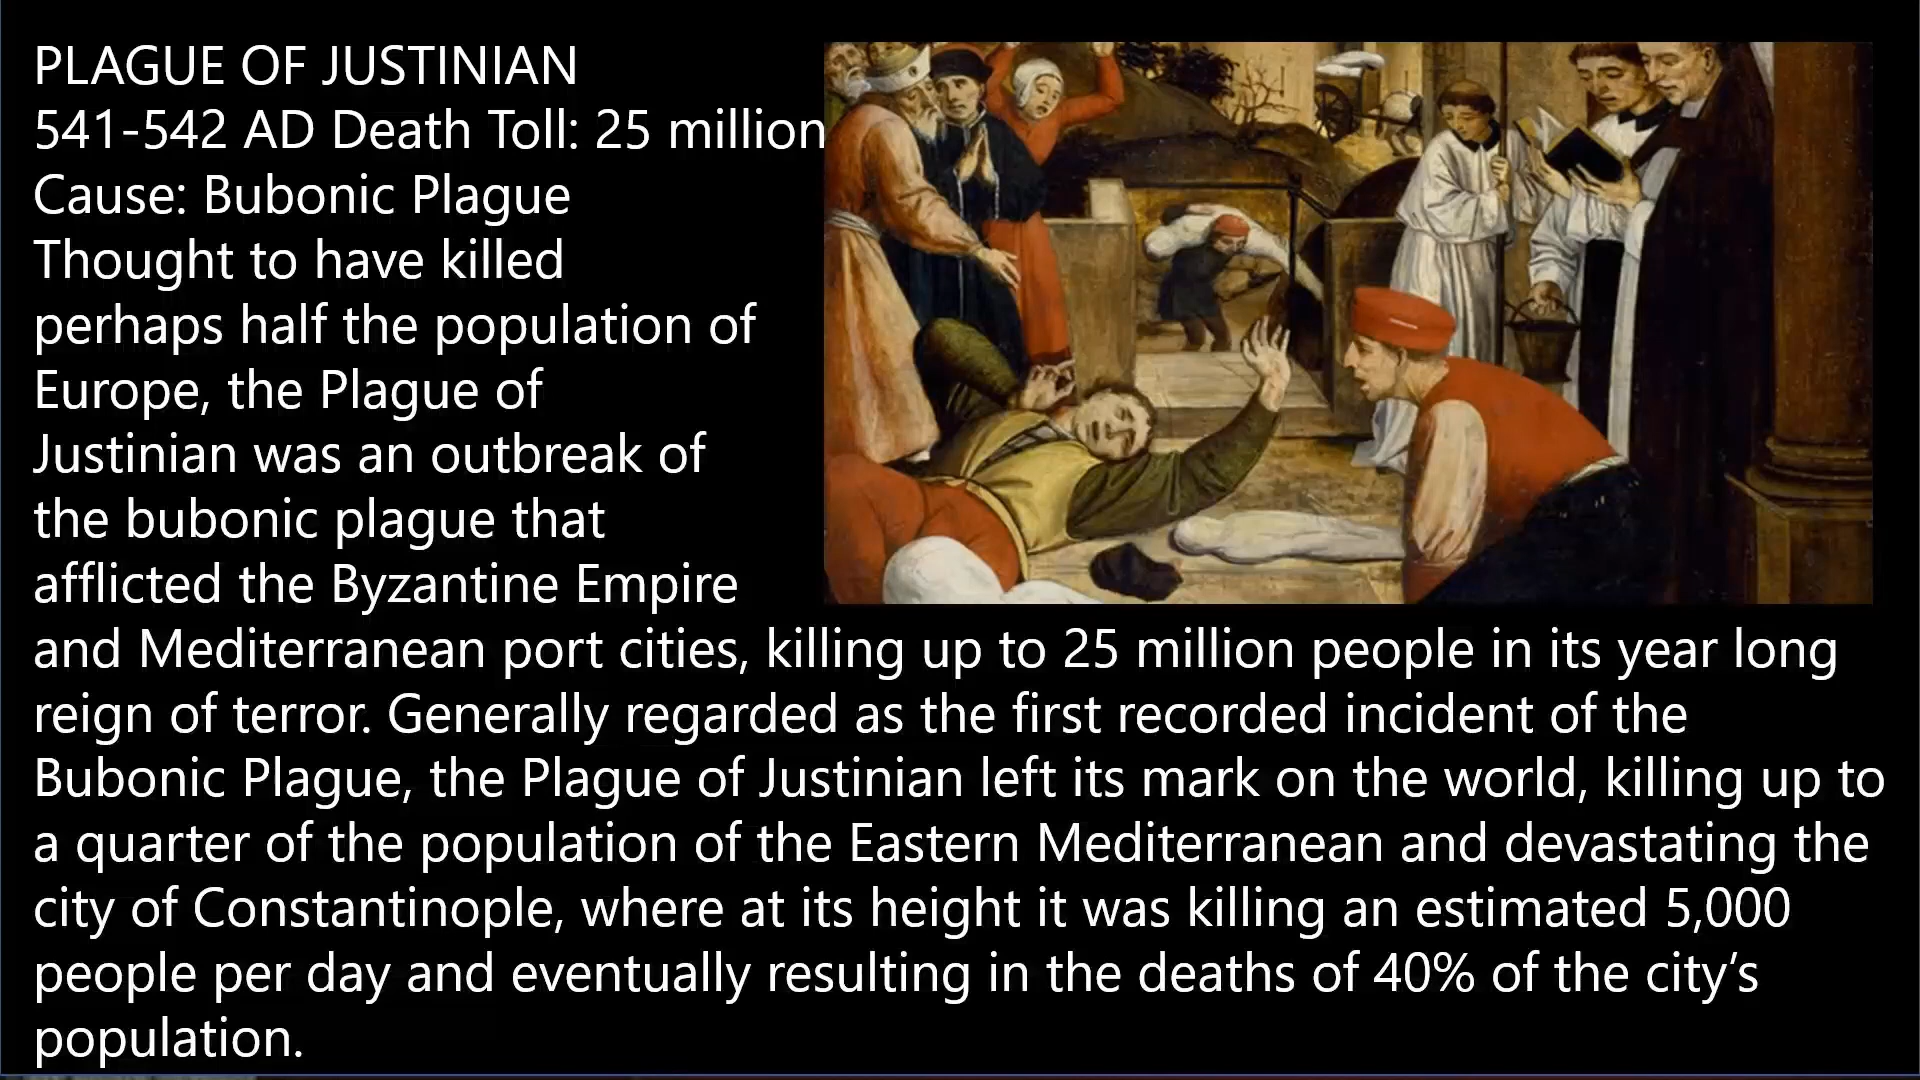 PLAGUE OF JUSTINIAN
541-542 AD Death Toll: 25 million
Cause: Bubonic Plague
Thought to have killed
perhaps half the population of
Europe, the Plague of
Justinian was an outbreak of
the bubonic plague that
afflicted the Byzantine Empire
and Mediterranean port cities, killing up to 25 million people in its year long
reign of terror. Generally regarded as the first recorded incident of the
Bubonic Plague, the Plague of Justinian left its mark on the world, killing up to
a quarter of the population of the Eastern Mediterranean and devastating the
city of Constantinople, where at its height it was killing an estimated 5,000
people per day and eventually resulting in the deaths of 40% of the city’s
population.